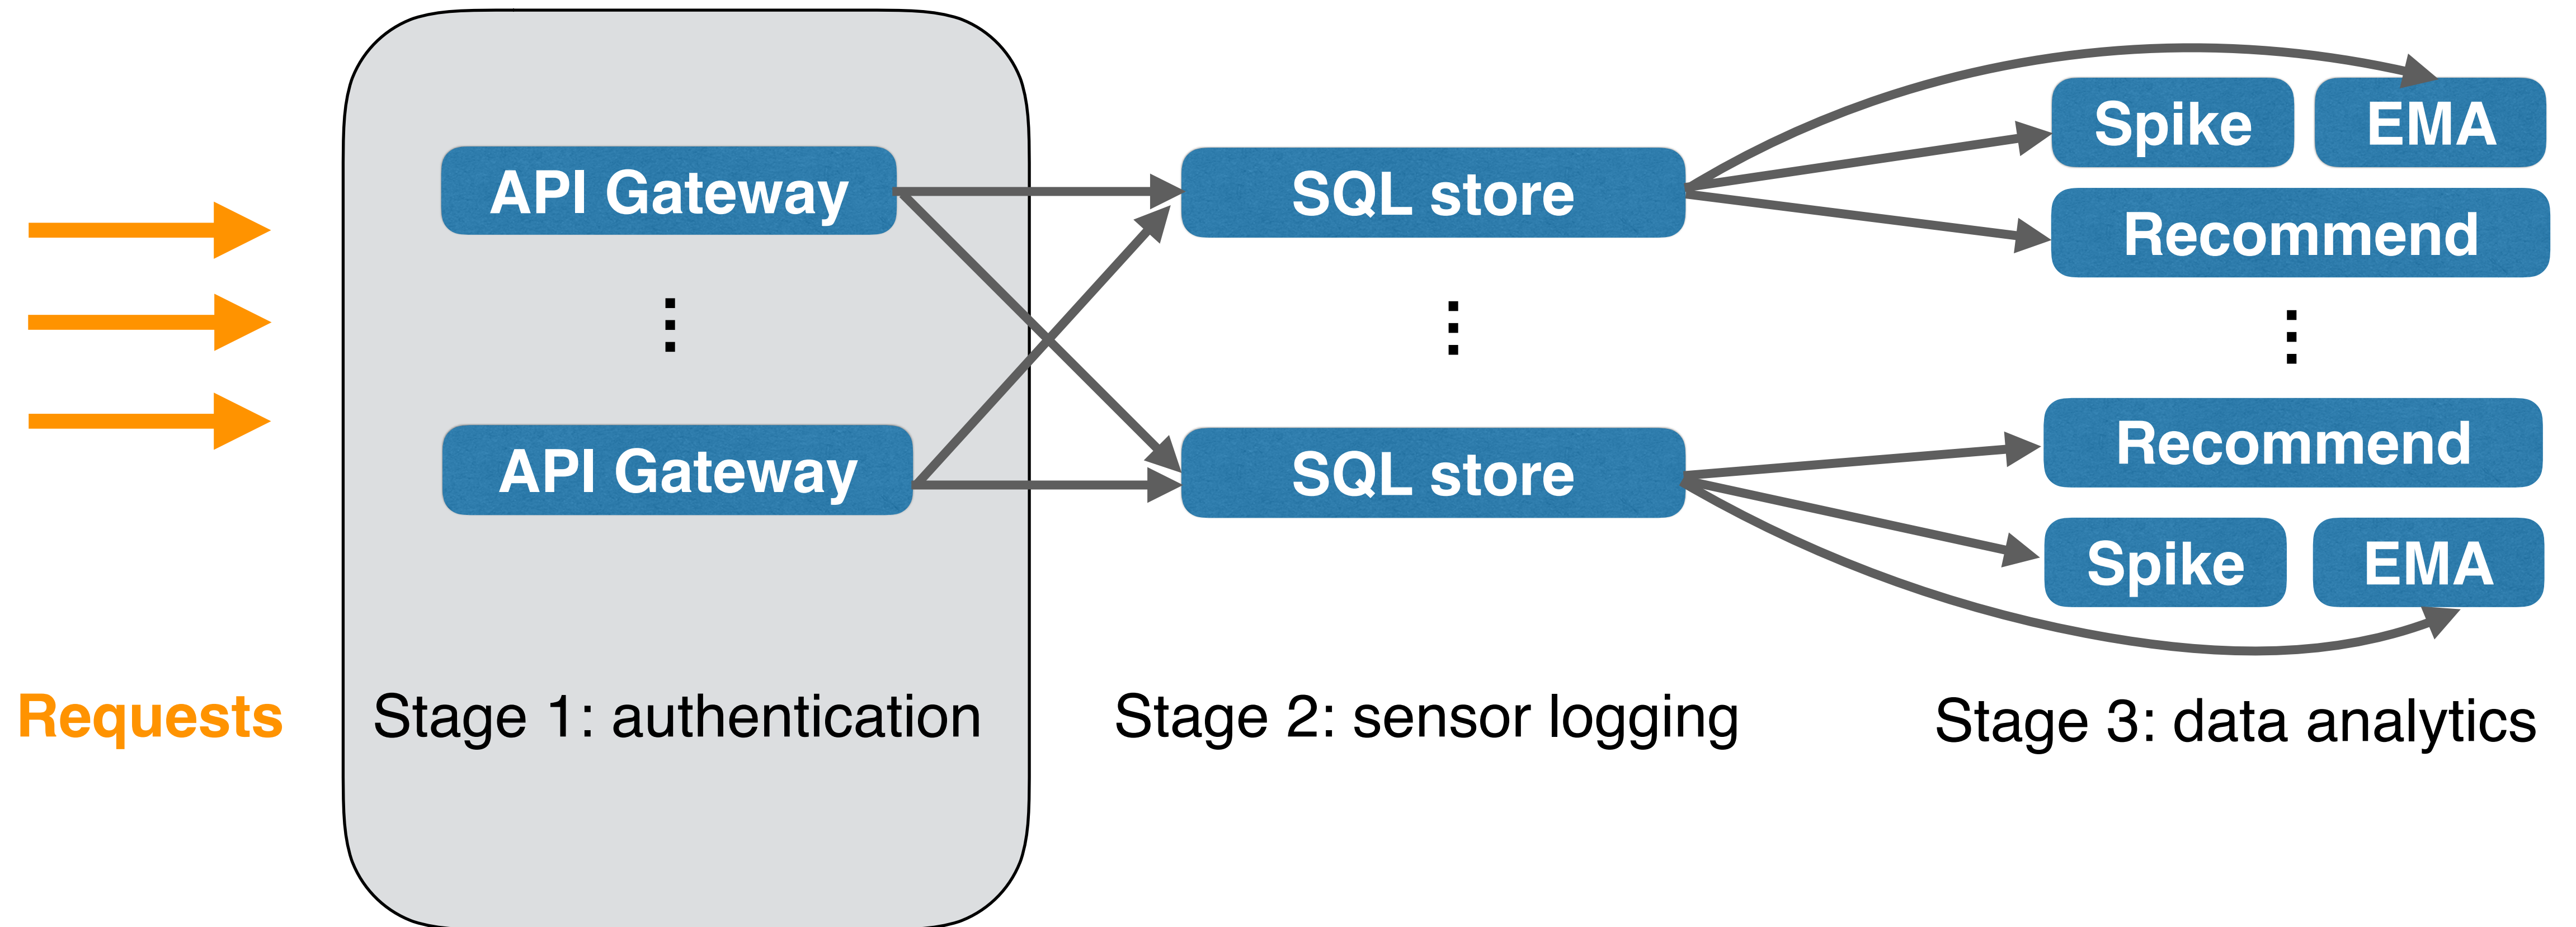 Spike
EMA
API Gateway
SQL store
Recommend
API Gateway
SQL store
Recommend
Spike
EMA
Requests
Stage 1: authentication
Stage 2: sensor logging
Stage 3: data analytics